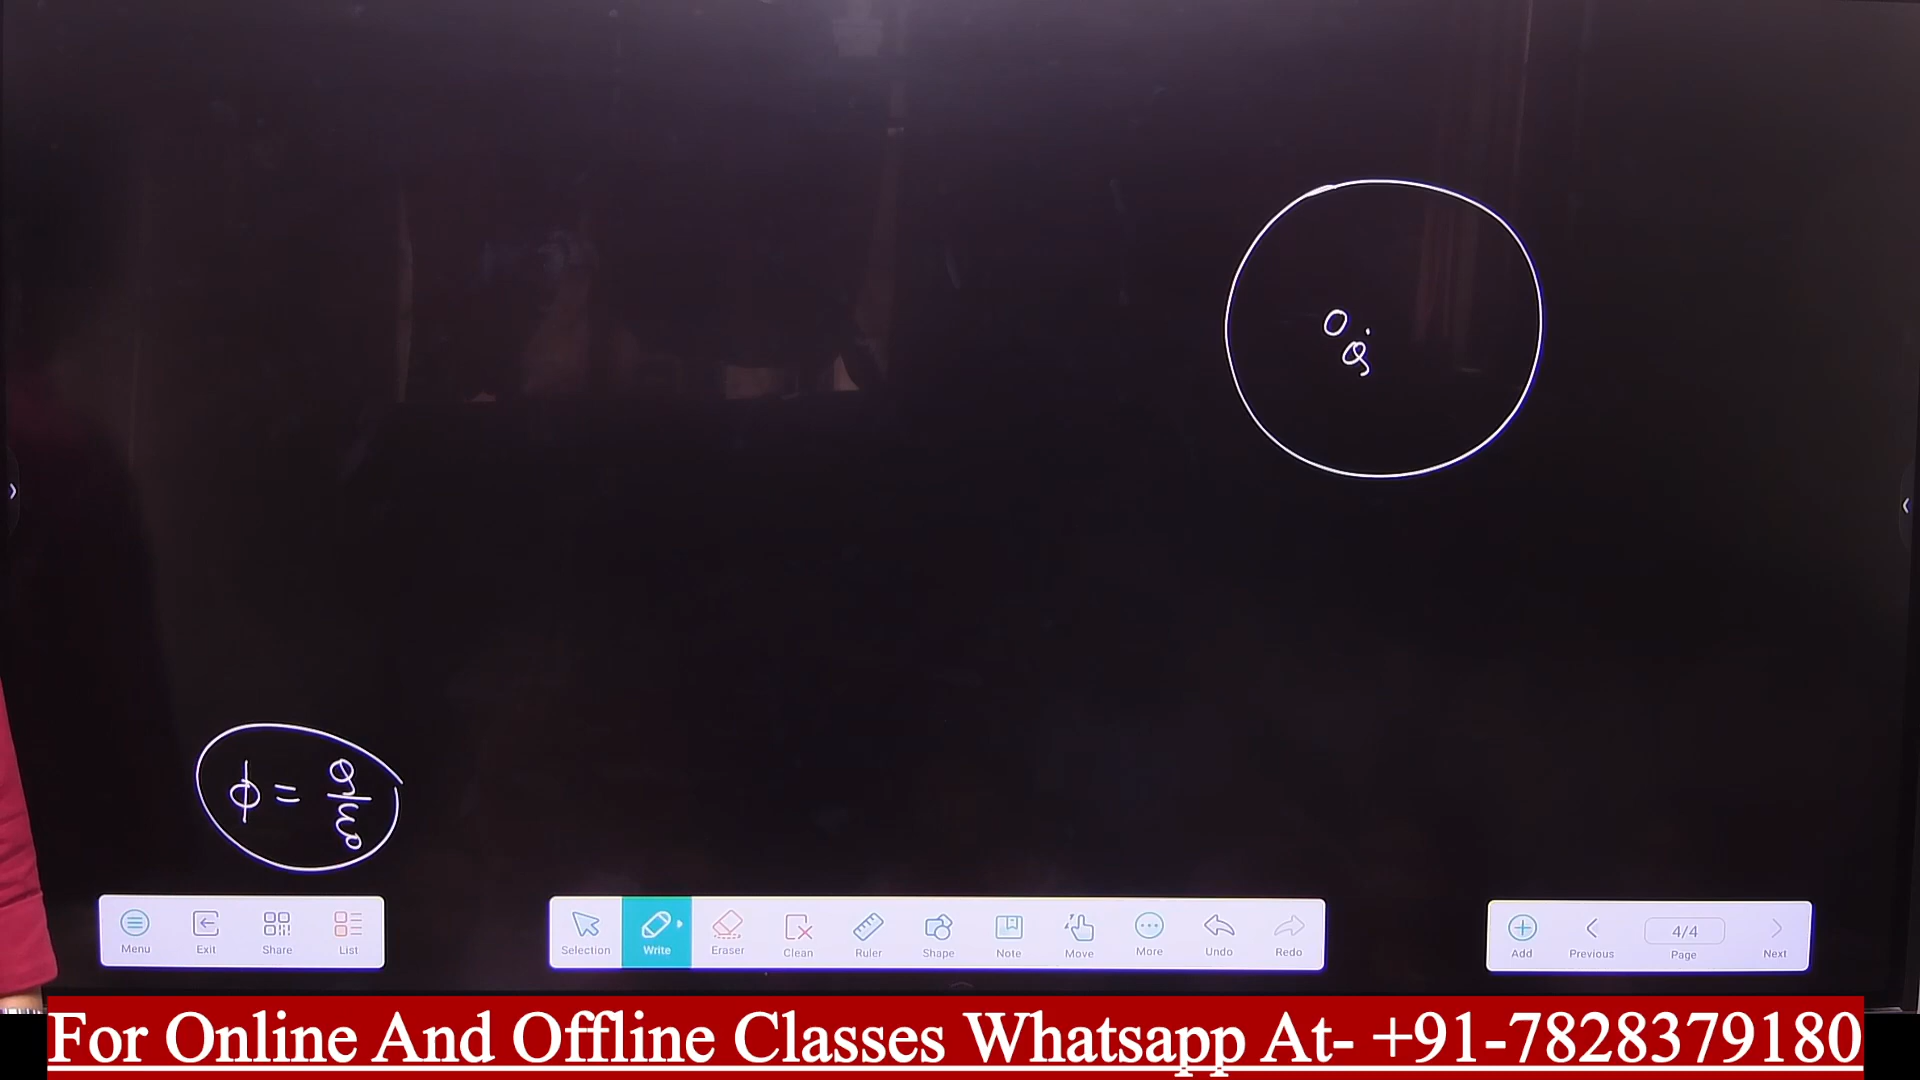 O
Q
Φ = Q/ε₀
Menu Exit Share List
Selection Write Eraser Clean Ruler Shape Note Move More Undo Redo
Add Previous 4/4 Page Next
For Online And Offline Classes Whatsapp At- +91-7828379180